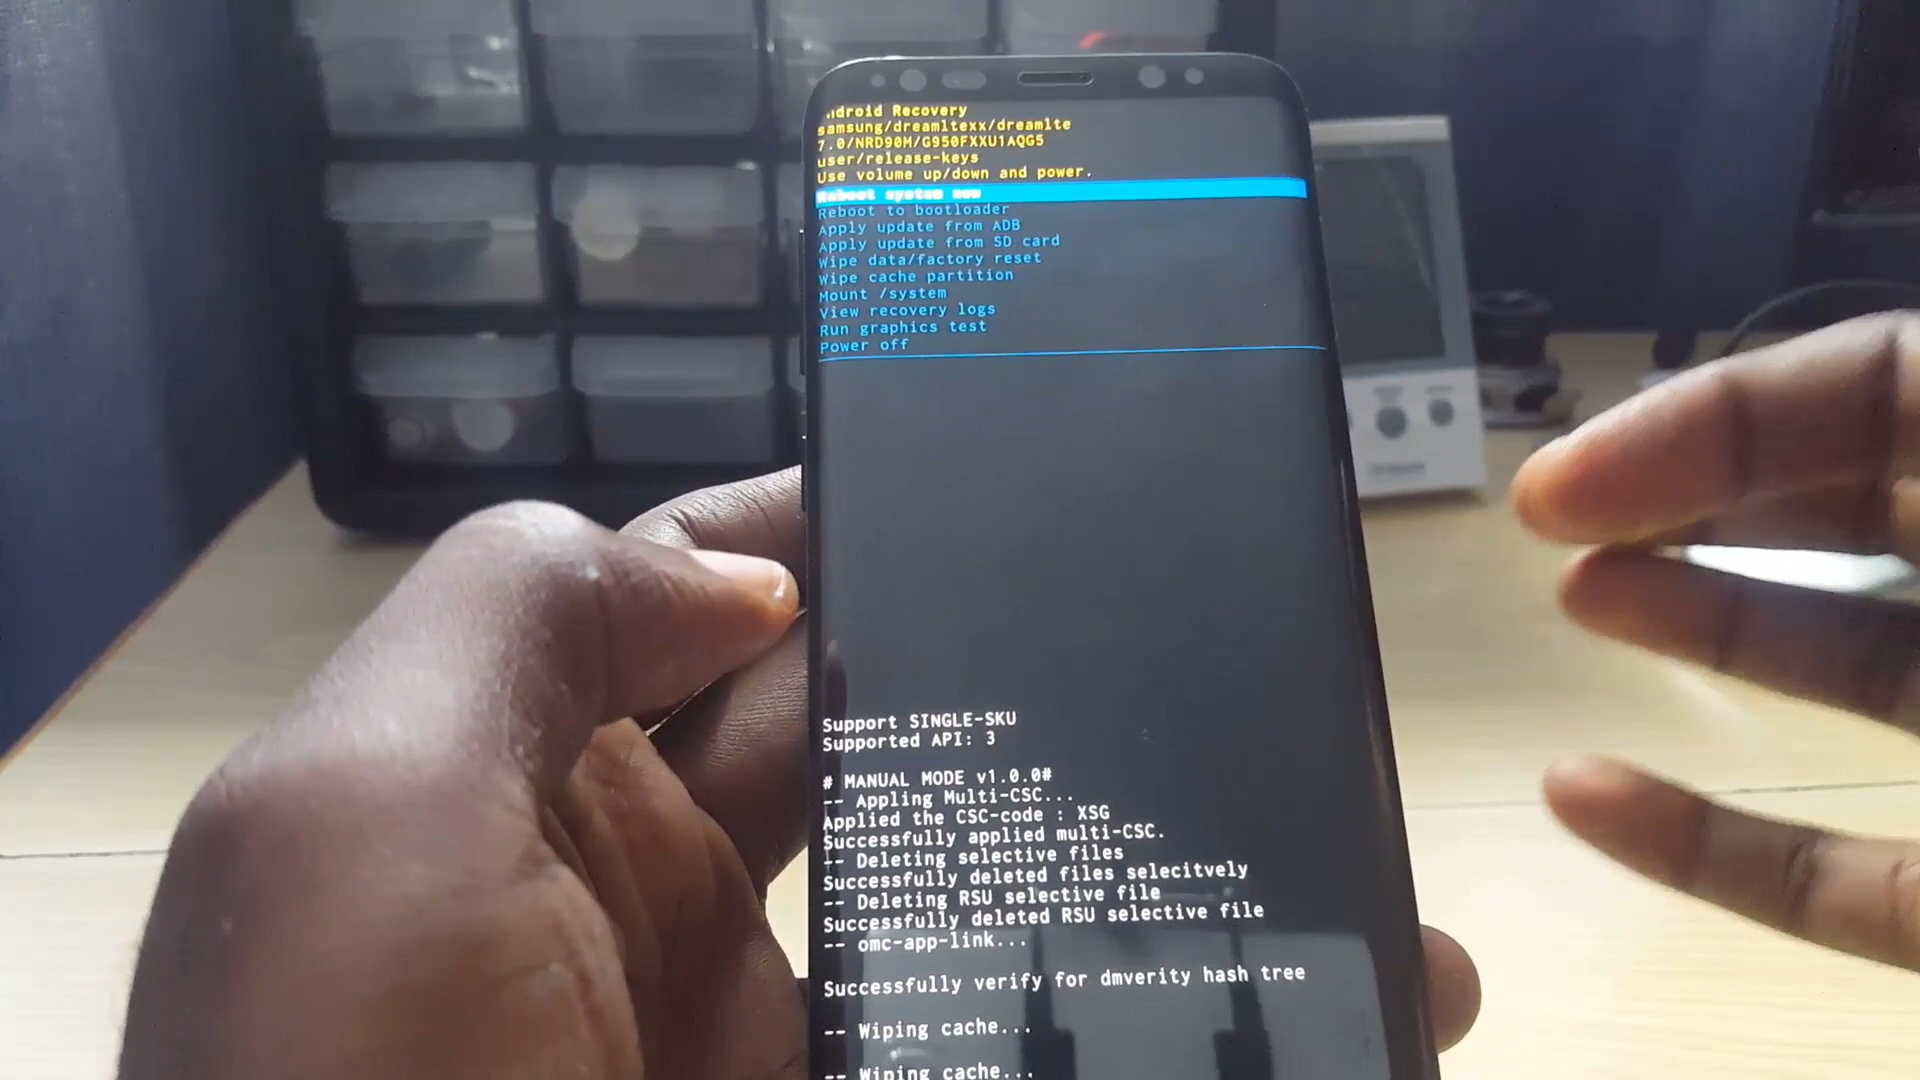 ndroid Recovery
samsung/dreamltexx/dreamlte
7.0/NRD90M/G950FXXU1AQG5
user/release-keys
Use volume up/down and power.
Reboot system now
Reboot to bootloader
Apply update from ADB
Apply update from SD card
Wipe data/factory reset
Wipe cache partition
Mount /system
View recovery logs
Run graphics test
Power off
Support SINGLE-SKU
Supported API: 3
# MANUAL MODE v1.0.0#
-- Appling Multi-CSC...
Applied the CSC-code : XSG
Successfully applied multi-CSC.
-- Deleting selective files
Successfully deleted files selecitvely
-- Deleting RSU selective file
Successfully deleted RSU selective file
-- omc-app-link...
Successfully verify for dmverity hash tree
-- Wiping cache...
-- Wiping cache...